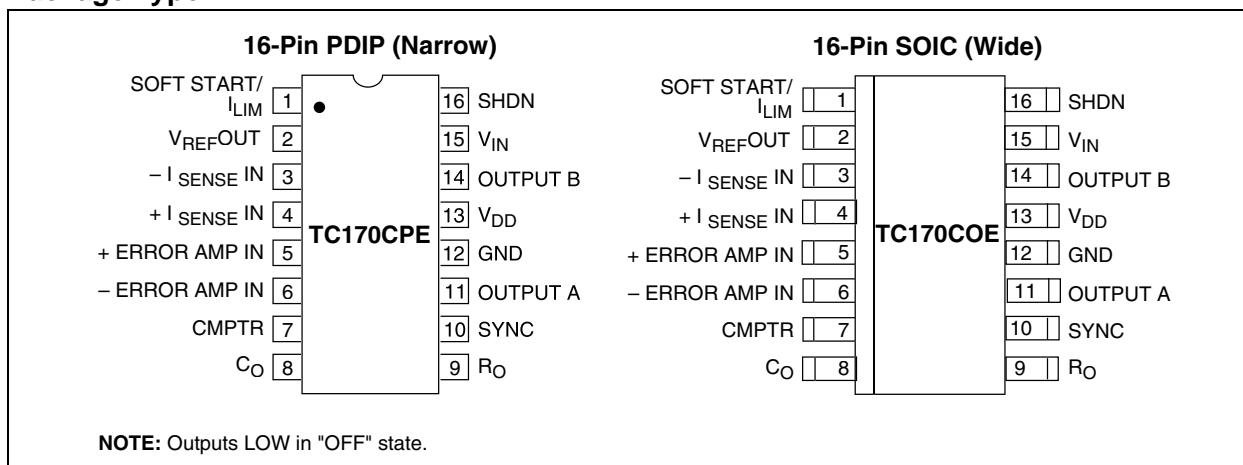 16-Pin PDIP (Narrow)
SOFT START/
ILIM 1
VREFOUT 2
– I SENSE IN 3
+ I SENSE IN 4
+ ERROR AMP IN 5
– ERROR AMP IN 6
CMPTR 7
CO 8
TC170CPE
16 SHDN
15 VIN
14 OUTPUT B
13 VDD
12 GND
11 OUTPUT A
10 SYNC
9 RO
16-Pin SOIC (Wide)
SOFT START/
ILIM 1
VREFOUT 2
– I SENSE IN 3
+ I SENSE IN 4
+ ERROR AMP IN 5
– ERROR AMP IN 6
CMPTR 7
CO 8
TC170COE
16 SHDN
15 VIN
14 OUTPUT B
13 VDD
12 GND
11 OUTPUT A
10 SYNC
9 RO
NOTE: Outputs LOW in "OFF" state.